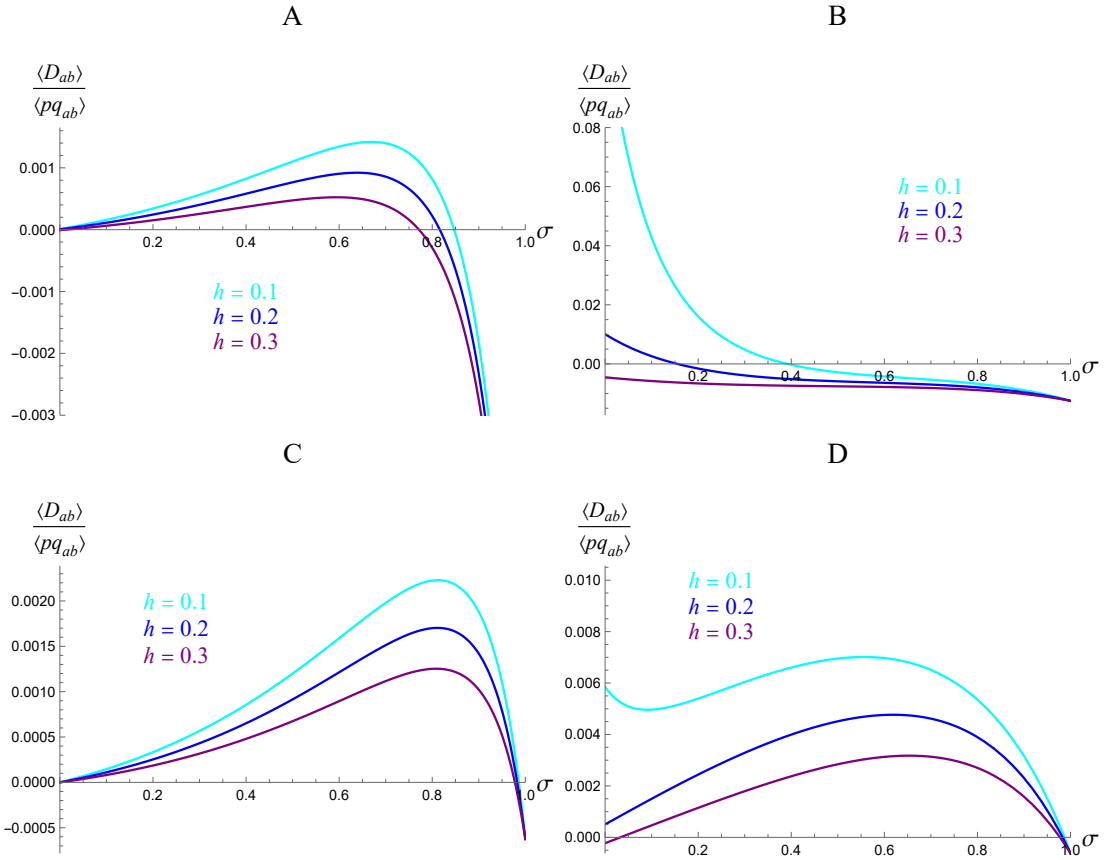 A
⟨D_ab⟩
⟨pq_ab⟩
0.001
0.000
−0.001
−0.002
−0.003
0.2
0.4
0.6
0.8
1.0
σ
h = 0.1
h = 0.2
h = 0.3
B
⟨D_ab⟩
⟨pq_ab⟩
0.08
0.06
0.04
0.02
0.00
0.2
0.4
0.6
0.8
1.0
σ
h = 0.1
h = 0.2
h = 0.3
C
⟨D_ab⟩
⟨pq_ab⟩
0.0020
0.0015
0.0010
0.0005
0.0000
−0.0005
0.2
0.4
0.6
0.8
1.0
σ
h = 0.1
h = 0.2
h = 0.3
D
⟨D_ab⟩
⟨pq_ab⟩
0.010
0.008
0.006
0.004
0.002
0.000
0.2
0.4
0.6
0.8
1.0
σ
h = 0.1
h = 0.2
h = 0.3